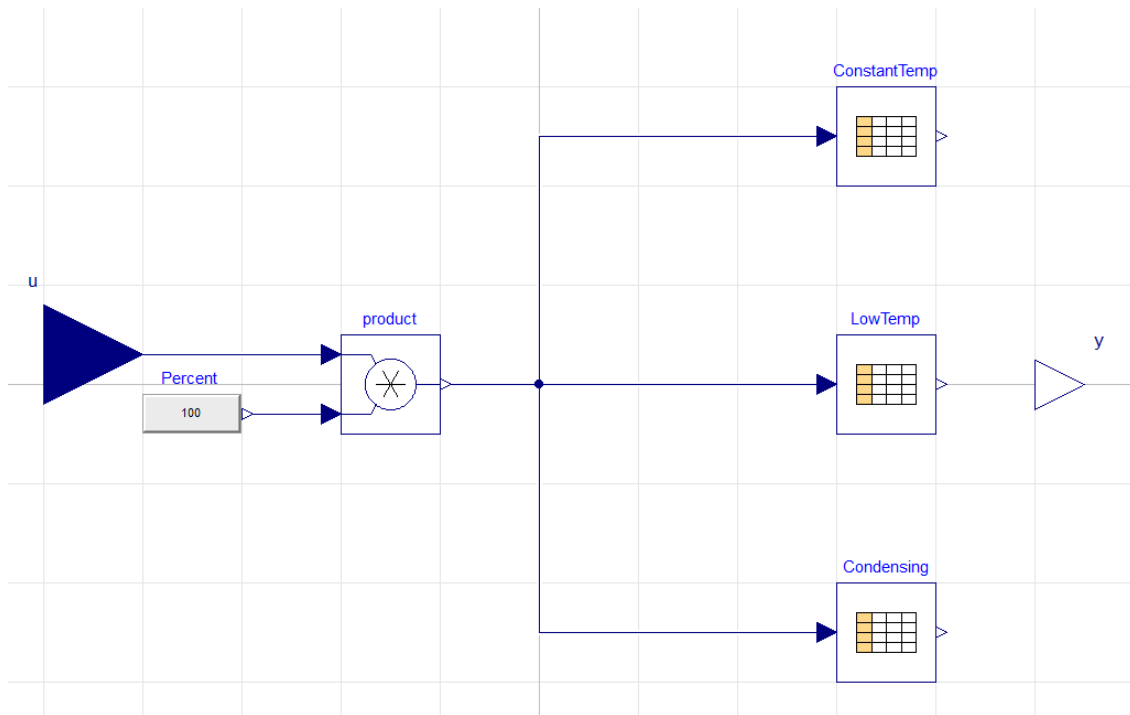 ConstantTemp
u
product
LowTemp
y
Percent
100
Condensing